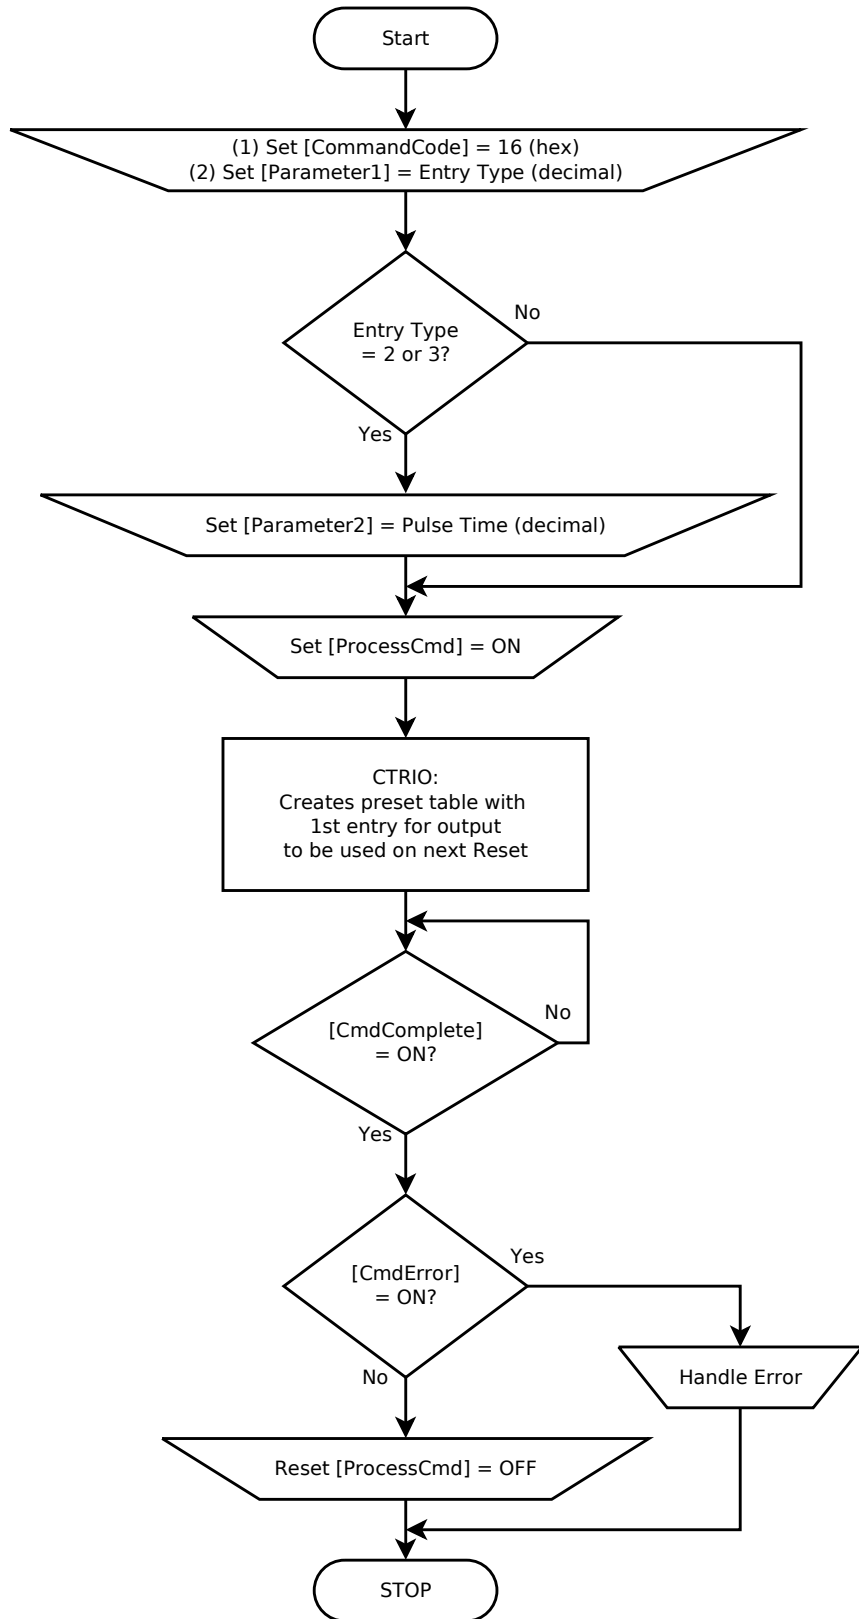 Start
(1) Set [CommandCode] = 16 (hex)
(2) Set [Parameter1] = Entry Type (decimal)
No
Entry Type
= 2 or 3?
Yes
Set [Parameter2] = Pulse Time (decimal)
Set [ProcessCmd] = ON
CTRIO:
Creates preset table with
1st entry for output
to be used on next Reset
No
[CmdComplete]
= ON?
Yes
Yes
[CmdError]
= ON?
No
Handle Error
Reset [ProcessCmd] = OFF
STOP